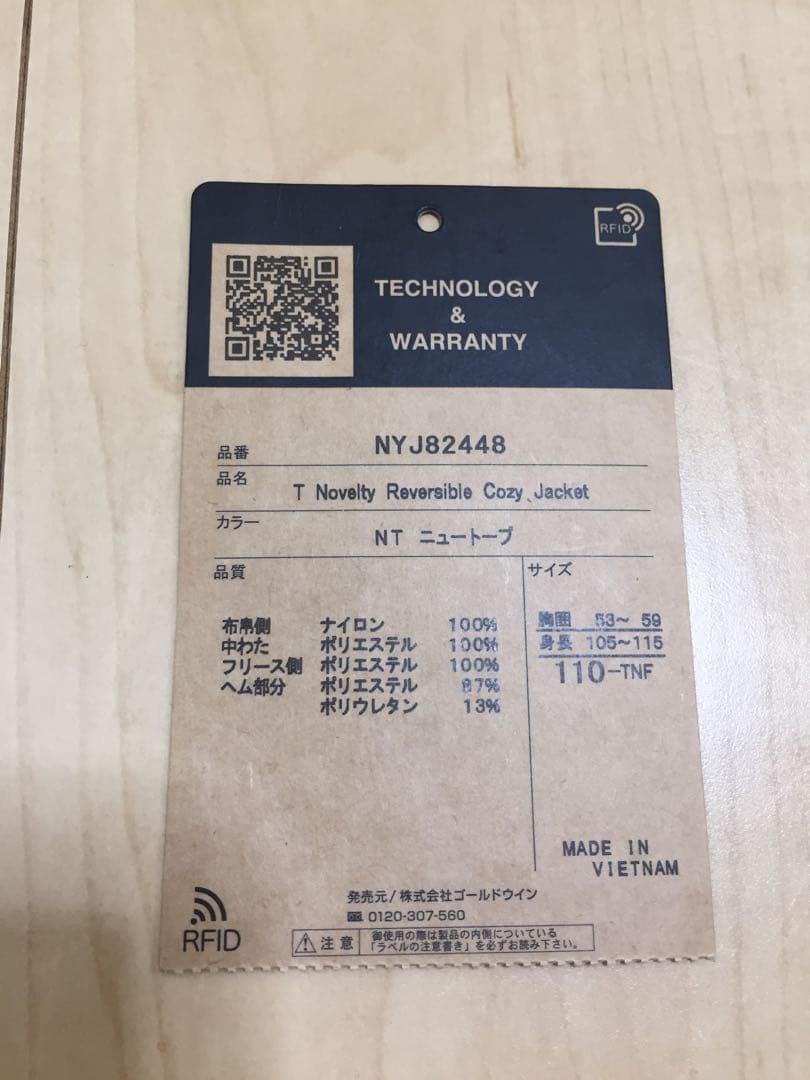 RFID
TECHNOLOGY
&
WARRANTY
品番 NYJ82448
品名 T Novelty Reversible Cozy Jacket
カラー NT ニュートープ
品質
布帛側 ナイロン 100%
中わた ポリエステル 100%
フリース側 ポリエステル 100%
ヘム部分 ポリエステル 87%
ポリウレタン 13%
サイズ
胸囲 53～ 59
身長 105～115
110-TNF
MADE IN
VIETNAM
発売元/株式会社ゴールドウイン
0120-307-560
RFID
注意
御使用の際は製品の内側についている
「ラベルの注意書き」を必ずお読み下さい。